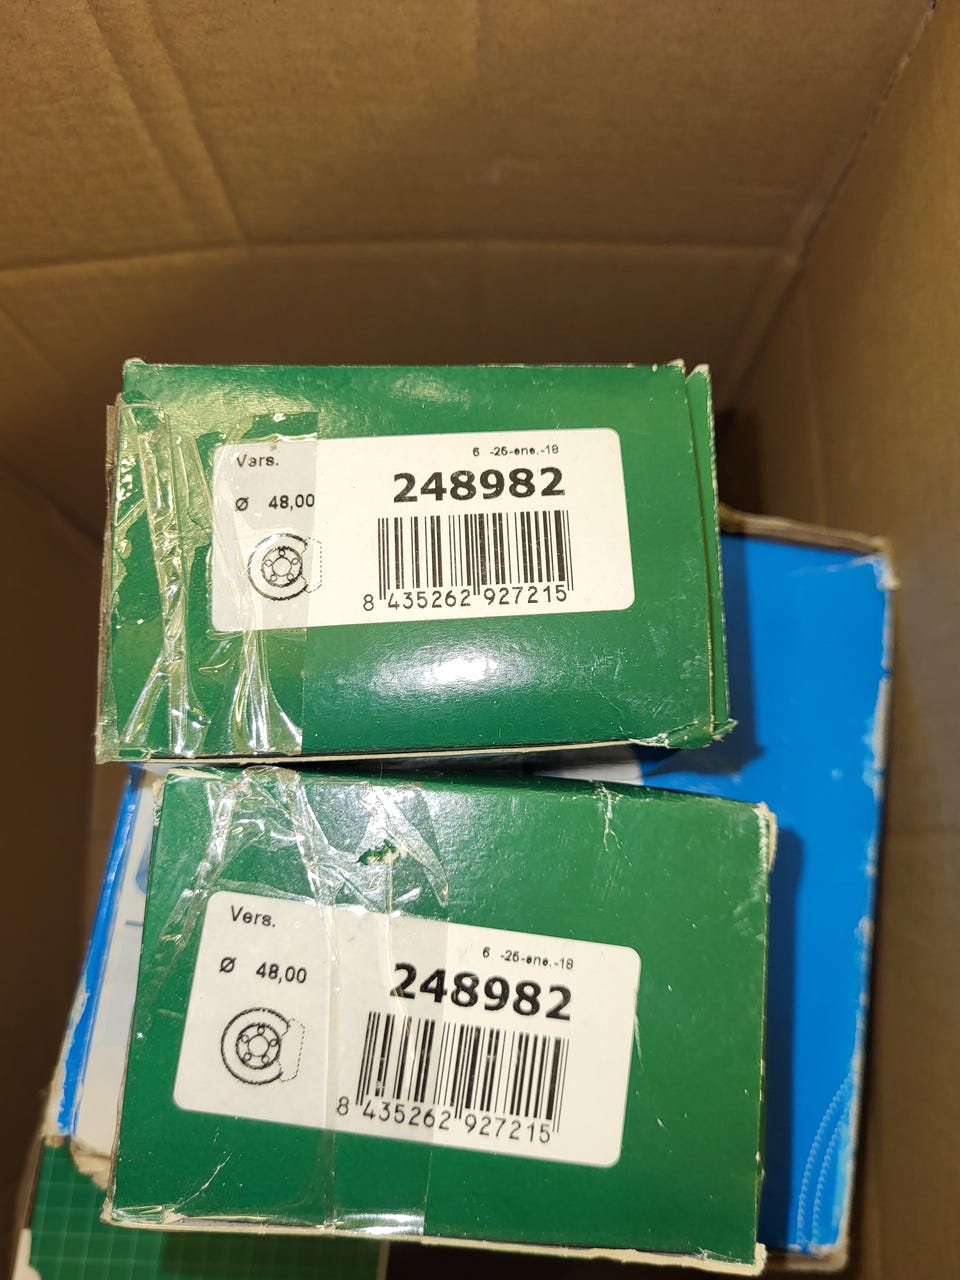 6 -25-ene.-18
Vers.
248982
Ø 48,00
8 435262 927215
6 -25-ene.-18
Vers.
248982
Ø 48,00
8 435262 927215